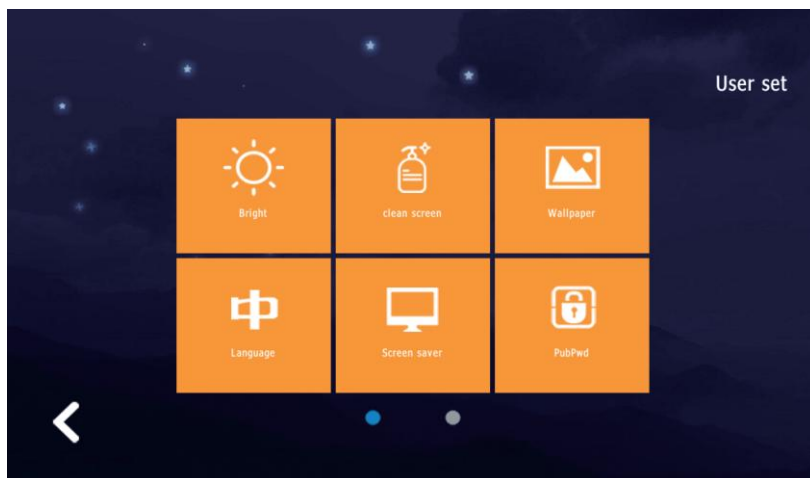 User set
Bright
clean screen
Wallpaper
中
Language
Screen saver
PubPwd